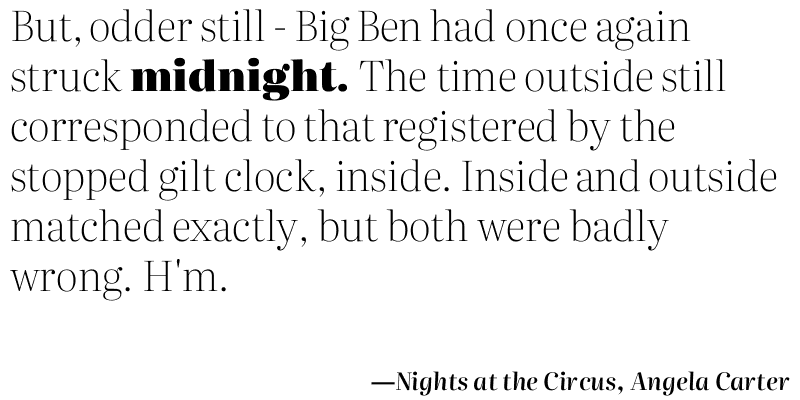 But, odder still - Big Ben had once again
struck midnight. The time outside still
corresponded to that registered by the
stopped gilt clock, inside. Inside and outside
matched exactly, but both were badly
wrong. H'm.
—Nights at the Circus, Angela Carter